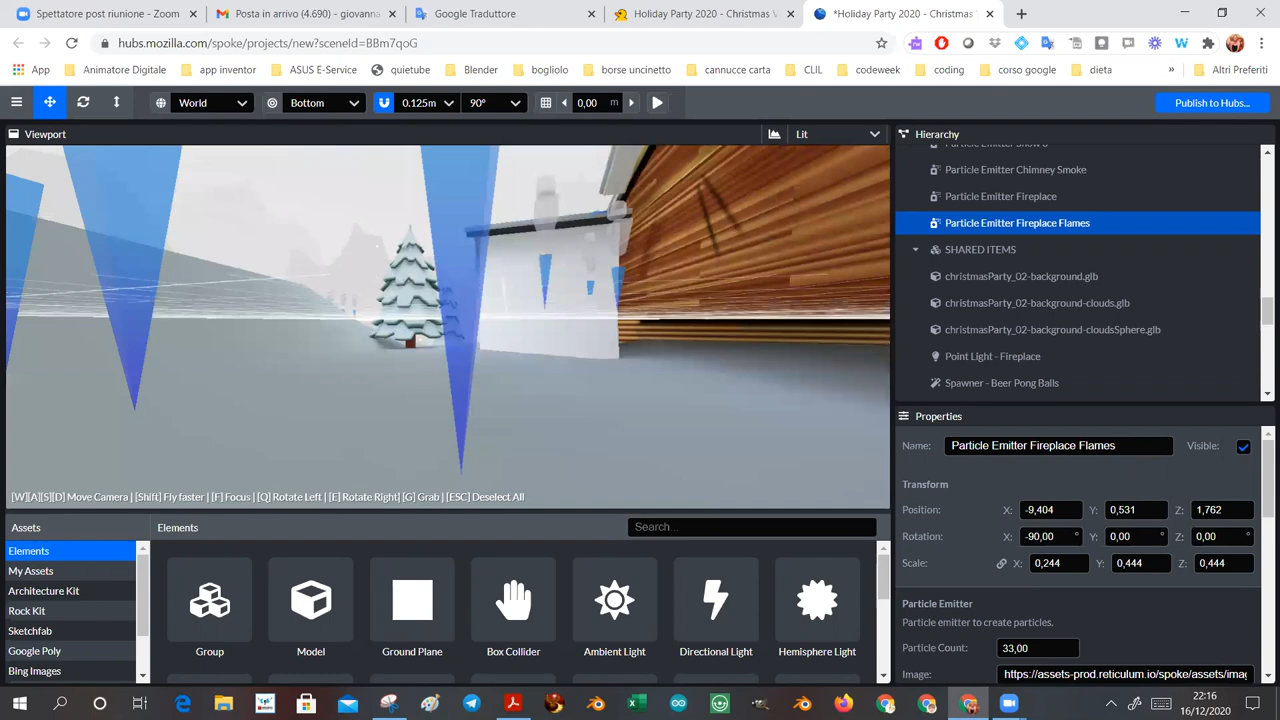 Spettatore post riunione - Zoom
Posta in arrivo (4.690) - giovanna
Google Traduttore
Holiday Party 2020 - Christmas V
*Holiday Party 2020 - Christmas
hubs.mozilla.com/spoke/projects/new?sceneId=BBm7qoG
App
Animatore Digitale
app inventor
ASUS E-Service
quietube
Blender
bogliolo
borse uncinetto
cannucce carta
CLIL
codeweek
coding
corso google
dieta
»
Altri Preferiti
World
Bottom
0.125m
90°
0,00 m
Publish to Hubs...
Viewport
Lit
Hierarchy
Particle Emitter Chimney Smoke
Particle Emitter Fireplace
Particle Emitter Fireplace Flames
SHARED ITEMS
christmasParty_02-background.glb
christmasParty_02-background-clouds.glb
christmasParty_02-background-cloudsSphere.glb
Point Light - Fireplace
Spawner - Beer Pong Balls
Properties
Name: Particle Emitter Fireplace Flames Visible:
Transform
Position: X: -9,404 Y: 0,531 Z: 1,762
Rotation: X: -90,00 ° Y: 0,00 ° Z: 0,00 °
Scale: X: 0,244 Y: 0,444 Z: 0,444
Particle Emitter
Particle emitter to create particles.
Particle Count: 33,00
Image: https://assets-prod.reticulum.io/spoke/assets/imag
[W][A][S][D] Move Camera | [Shift] Fly faster | [F] Focus | [Q] Rotate Left | [E] Rotate Right| [G] Grab | [ESC] Deselect All
Assets
Elements
Search...
Elements
My Assets
Architecture Kit
Rock Kit
Sketchfab
Google Poly
Bing Images
Group
Model
Ground Plane
Box Collider
Ambient Light
Directional Light
Hemisphere Light
22:16
16/12/2020